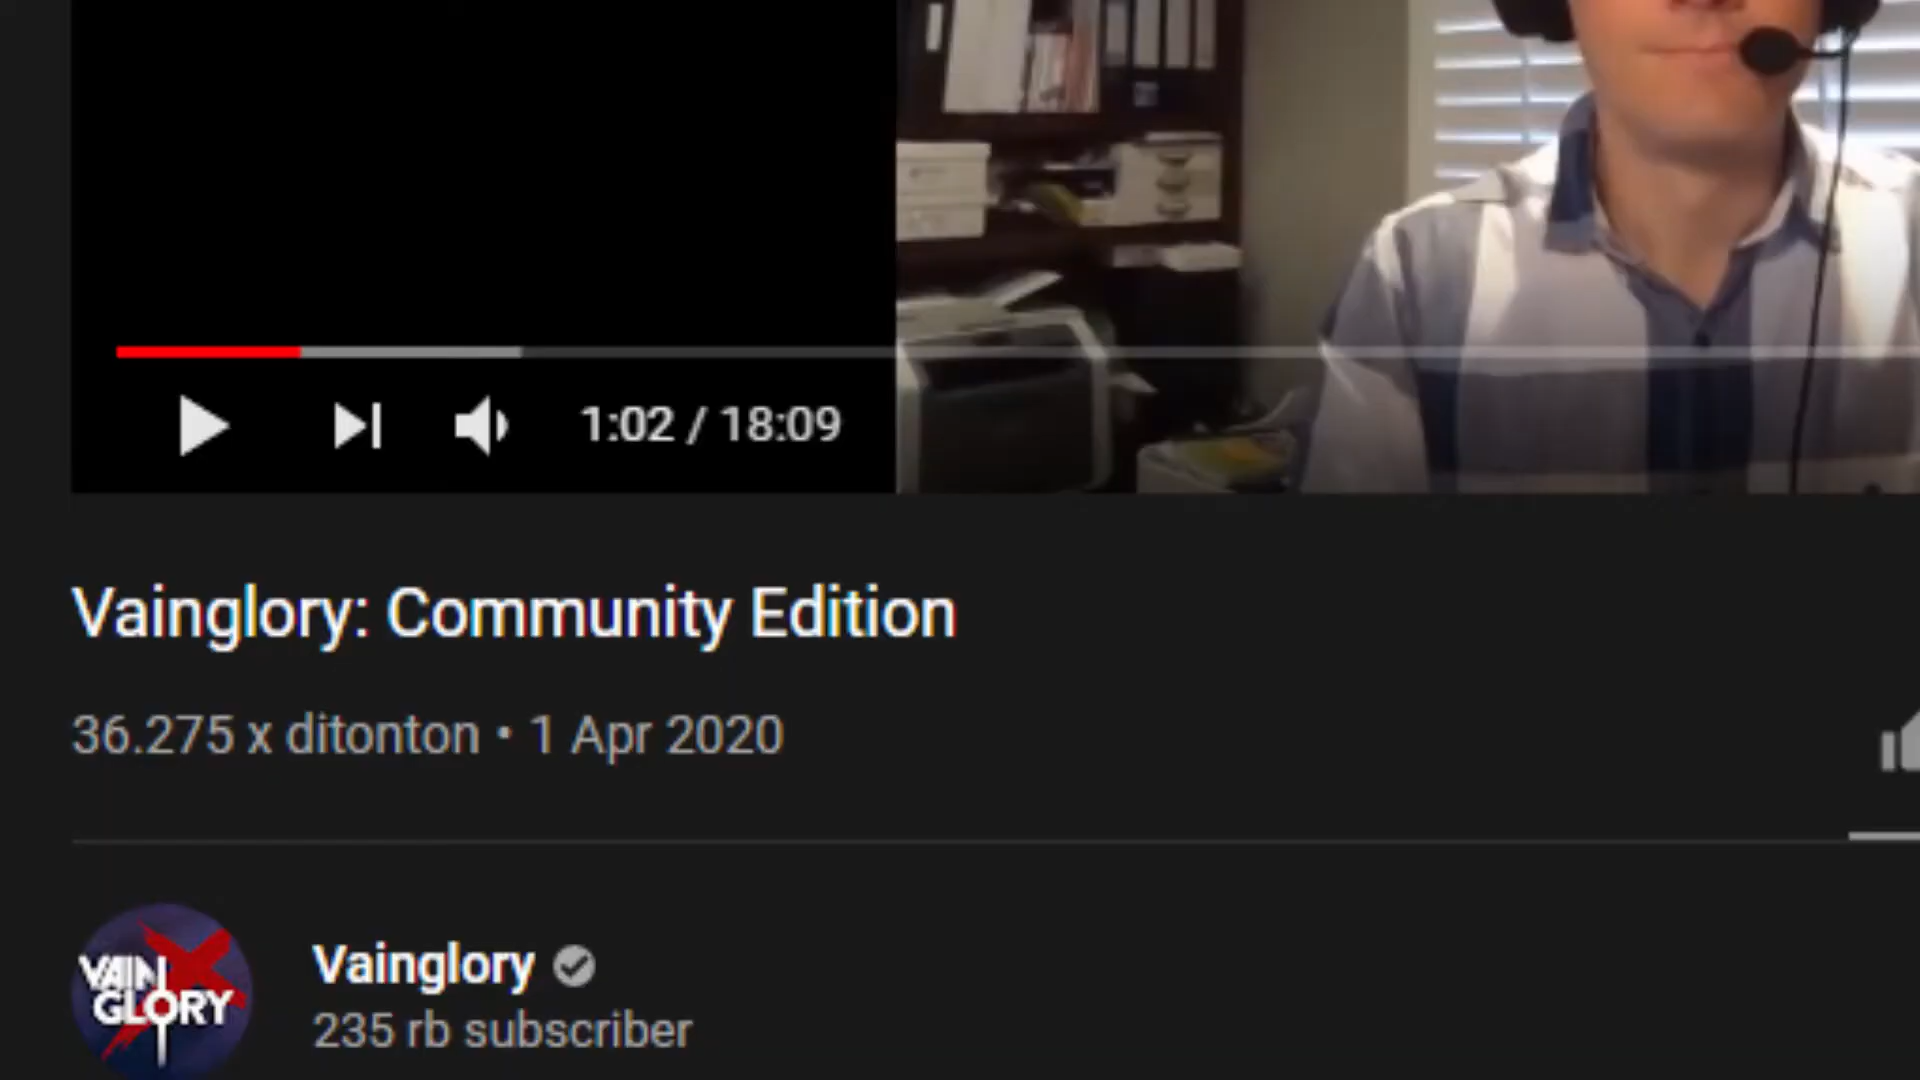 1:02 / 18:09
Vainglory: Community Edition
36.275 x ditonton • 1 Apr 2020
VAIN
GLORY
Vainglory
235 rb subscriber